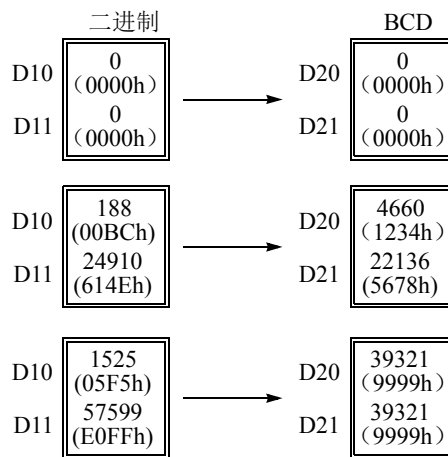 二进制 BCD
D10 0 D20 0
（0000h） （0000h）
D11 0 D21 0
（0000h） （0000h）
D10 188 D20 4660
(00BCh) （1234h）
D11 24910 D21 22136
(614Eh) (5678h)
D10 1525 D20 39321
(05F5h) （9999h）
D11 57599 D21 39321
(E0FFh) （9999h）